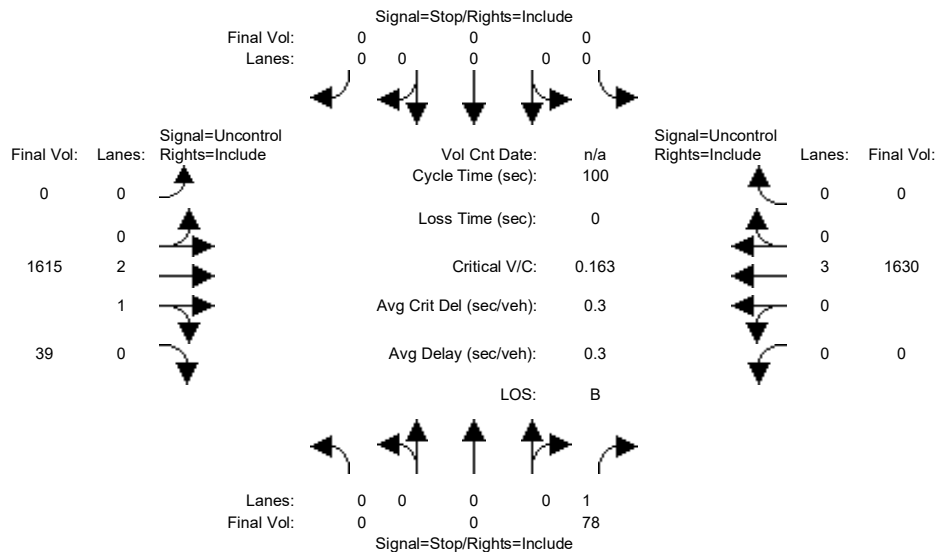 Signal=Stop/Rights=Include
Final Vol: 0 0 0
Lanes: 0 0 0 0 0
Signal=Uncontrol Signal=Uncontrol
Final Vol: Lanes: Rights=Include Vol Cnt Date: n/a Rights=Include Lanes: Final Vol:
Cycle Time (sec): 100
0 0 0 0
Loss Time (sec): 0
0 0
1615 2 Critical V/C: 0.163 3 1630
1 Avg Crit Del (sec/veh): 0.3 0
39 0 Avg Delay (sec/veh): 0.3 0 0
LOS: B
Lanes: 0 0 0 0 1
Final Vol: 0 0 78
Signal=Stop/Rights=Include